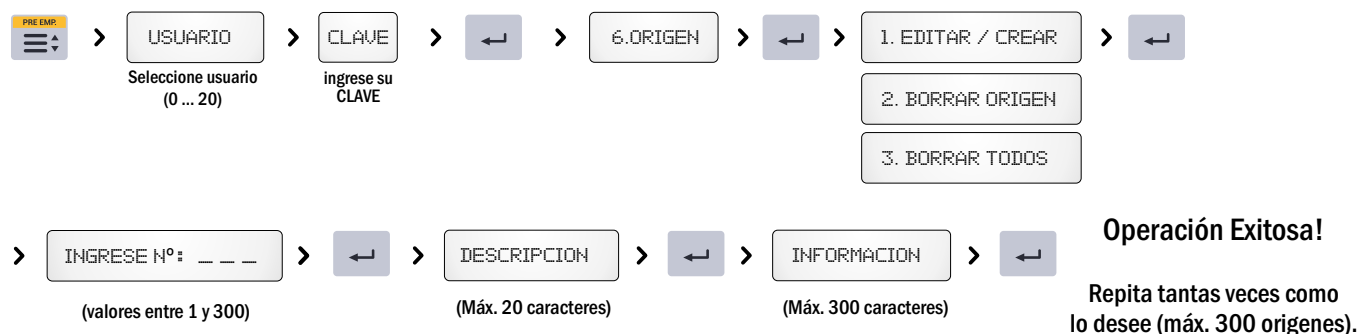 PRE EMP.
USUARIO
Seleccione usuario
(0 ... 20)
CLAVE
ingrese su
CLAVE
6.ORIGEN
1. EDITAR / CREAR
2. BORRAR ORIGEN
3. BORRAR TODOS
INGRESE Nº: _ _ _
(valores entre 1 y 300)
DESCRIPCION
(Máx. 20 caracteres)
INFORMACION
(Máx. 300 caracteres)
Operación Exitosa!
Repita tantas veces como
lo desee (máx. 300 origenes).